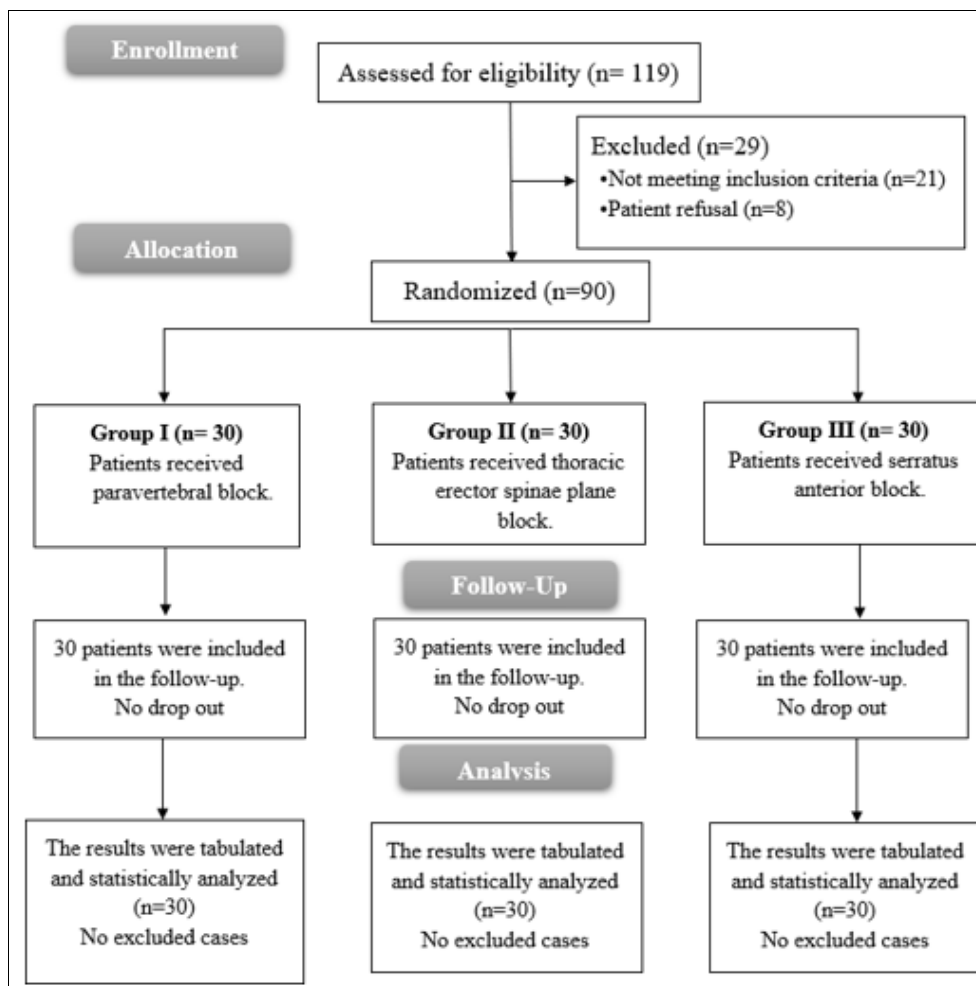 Enrollment
Assessed for eligibility (n= 119)
Excluded (n=29)
•Not meeting inclusion criteria (n=21)
•Patient refusal (n=8)
Allocation
Randomized (n=90)
Group I (n= 30)
Patients received
paravertebral block.
Group II (n= 30)
Patients received thoracic
erector spinae plane
block.
Group III (n= 30)
Patients received serratus
anterior block.
Follow-Up
30 patients were included
in the follow-up.
No drop out
30 patients were included
in the follow-up.
No drop out
30 patients were included
in the follow-up.
No drop out
Analysis
The results were tabulated
and statistically analyzed
(n=30)
No excluded cases
The results were tabulated
and statistically analyzed
(n=30)
No excluded cases
The results were tabulated
and statistically analyzed
(n=30)
No excluded cases